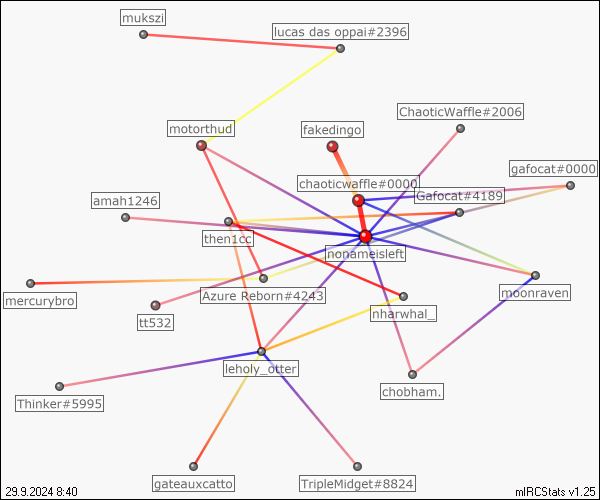 mukszi
lucas das oppai#2396
ChaoticWaffle#2006
motorthud
fakedingo
gafocat#0000
chaoticwaffle#0000
Gafocat#4189
amah1246
then1cc
nonameisleft
mercurybro
Azure Reborn#4243
moonraven
tt532
nharwhal_
leholy_otter
chobham.
Thinker#5995
gateauxcatto
TripleMidget#8824
29.9.2024 8:40
mIRCStats v1.25